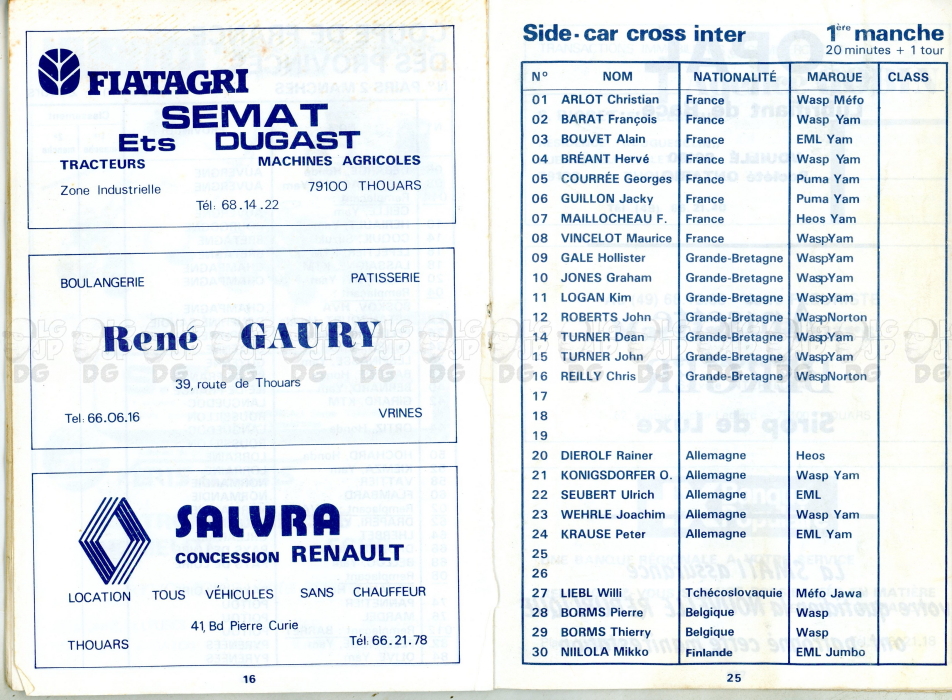 FIATAGRI
SEMAT
Ets DUGAST
TRACTEURS MACHINES AGRICOLES
Zone Industrielle 79100 THOUARS
Tél: 68.14.22
BOULANGERIE PATISSERIE
René GAURY
39, route de Thouars
Tel: 66.06.16 VRINES
SALVRA
CONCESSION RENAULT
LOCATION TOUS VÉHICULES SANS CHAUFFEUR
41, Bd Pierre Curie
THOUARS Tél: 66.21.78
16
Side-car cross inter 1ère manche
20 minutes + 1 tour
N° NOM NATIONALITÉ MARQUE CLASS
01 ARLOT Christian France Wasp Méfo
02 BARAT François France Wasp Yam
03 BOUVET Alain France EML Yam
04 BRÉANT Hervé France Wasp Yam
05 COURRÉE Georges France Puma Yam
06 GUILLON Jacky France Puma Yam
07 MAILLOCHEAU F. France Heos Yam
08 VINCELOT Maurice France WaspYam
09 GALE Hollister Grande-Bretagne WaspYam
10 JONES Graham Grande-Bretagne WaspYam
11 LOGAN Kim Grande-Bretagne WaspYam
12 ROBERTS John Grande-Bretagne WaspNorton
14 TURNER Dean Grande-Bretagne WaspYam
15 TURNER John Grande-Bretagne WaspYam
16 REILLY Chris Grande-Bretagne WaspNorton
17
18
19
20 DIEROLF Rainer Allemagne Heos
21 KONIGSDORFER O. Allemagne Wasp Yam
22 SEUBERT Ulrich Allemagne EML
23 WEHRLE Joachim Allemagne Wasp Yam
24 KRAUSE Peter Allemagne EML Yam
25
26
27 LIEBL Willi Tchécoslovaquie Méfo Jawa
28 BORMS Pierre Belgique Wasp
29 BORMS Thierry Belgique Wasp
30 NIILOLA Mikko Finlande EML Jumbo
25